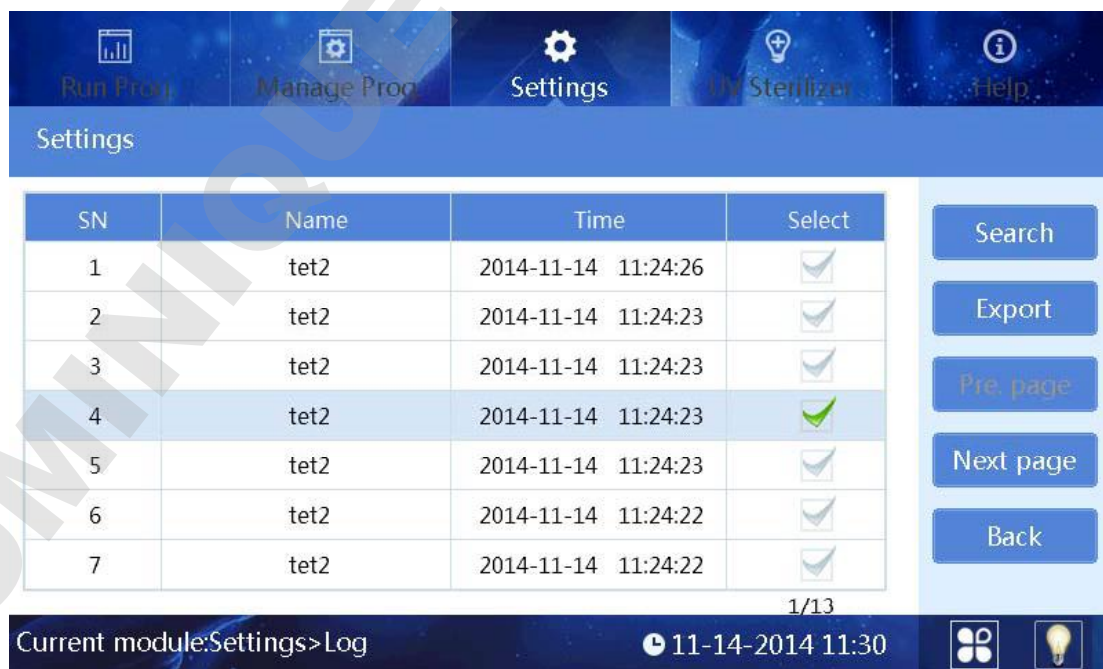 Run Prog.
Manage Prog.
Settings
UV Sterilizer
Help
Settings
SN Name Time Select
1 tet2 2014-11-14 11:24:26
2 tet2 2014-11-14 11:24:23
3 tet2 2014-11-14 11:24:23
4 tet2 2014-11-14 11:24:23
5 tet2 2014-11-14 11:24:23
6 tet2 2014-11-14 11:24:22
7 tet2 2014-11-14 11:24:22
1/13
Search
Export
Pre. page
Next page
Back
Current module:Settings>Log
11-14-2014 11:30
OMNIQUE